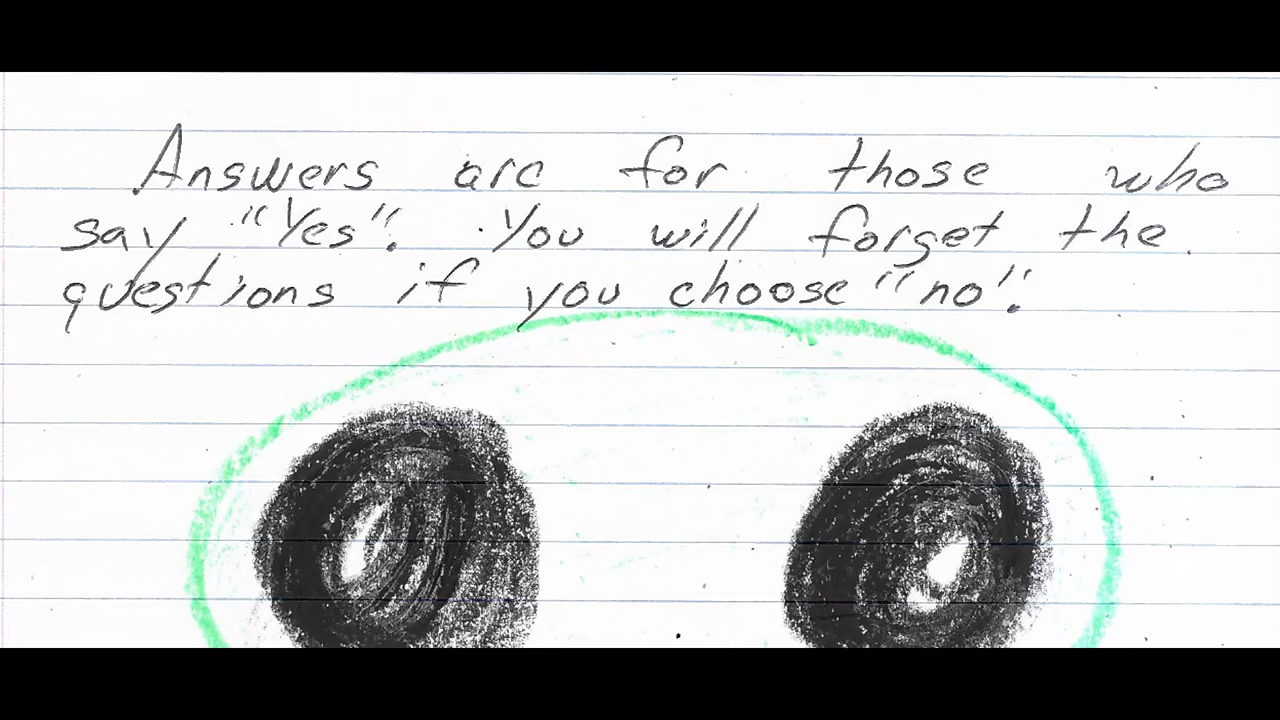 Answers are for those who
say "Yes". You will forget the
questions if you choose "no".